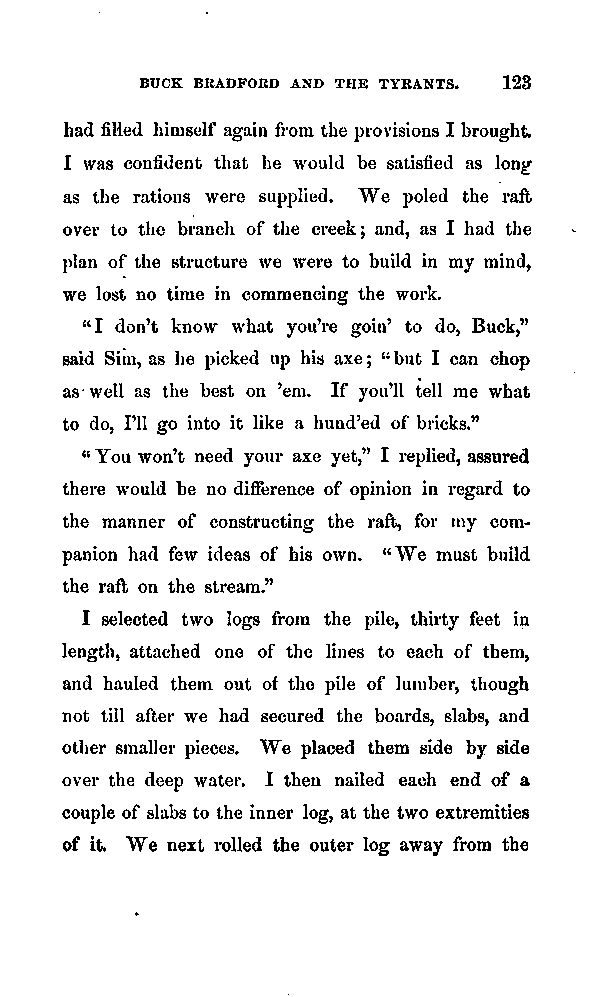 BUCK BRADFORD AND THE TYRANTS. 123
had filled himself again from the provisions I brought.
I was confident that he would be satisfied as long
as the rations were supplied. We poled the raft
over to the branch of the creek; and, as I had the
plan of the structure we were to build in my mind,
we lost no time in commencing the work.
“I don’t know what you’re goin’ to do, Buck,”
said Sim, as he picked up his axe; “but I can chop
as well as the best on ’em. If you’ll tell me what
to do, I’ll go into it like a hund’ed of bricks.”
“You won’t need your axe yet,” I replied, assured
there would be no difference of opinion in regard to
the manner of constructing the raft, for my com-
panion had few ideas of his own. “We must build
the raft on the stream.”
I selected two logs from the pile, thirty feet in
length, attached one of the lines to each of them,
and hauled them out of the pile of lumber, though
not till after we had secured the boards, slabs, and
other smaller pieces. We placed them side by side
over the deep water. I then nailed each end of a
couple of slabs to the inner log, at the two extremities
of it. We next rolled the outer log away from the